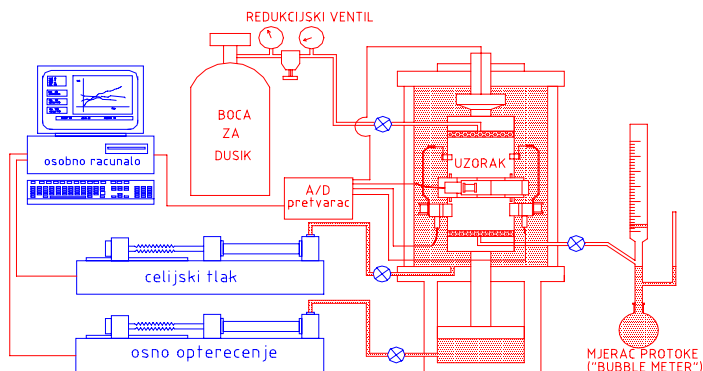 REDUKCIJSKI VENTIL
BOCA
ZA
DUSIK
osobno racunalo
UZORAK
A/D
pretvarac
celijski tlak
osno opterecenje
MJERAC PROTOKE
("BUBBLE METER")